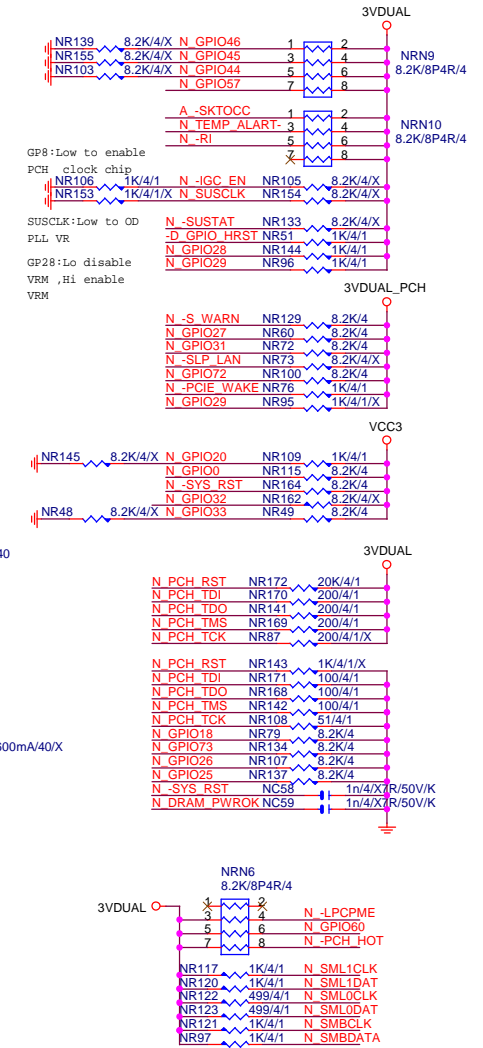 3VDUAL
NR139 8.2K/4/X N_GPIO46 1 2
NR155 8.2K/4/X N_GPIO45 3 4 NRN9
NR103 8.2K/4/X N_GPIO44 5 6 8.2K/8P4R/4
N_GPIO57 7 8
A_-SKTOCC 1 2
N_TEMP_ALART- 3 4 NRN10
N_-RI 5 6 8.2K/8P4R/4
7 8
GP8:Low to enable
PCH clock chip
NR106 1K/4/1 N_-IGC_EN NR105 8.2K/4/X
NR153 1K/4/1/X N_SUSCLK NR154 8.2K/4/X
SUSCLK:Low to OD
PLL VR
N_-SUSTAT NR133 8.2K/4/X
-D_GPIO_HRST NR51 1K/4/1
N_GPIO28 NR144 1K/4/1
N_GPIO29 NR96 1K/4/1
GP28:Lo disable
VRM ,Hi enable
VRM
3VDUAL_PCH
N_-S_WARN NR129 8.2K/4
N_GPIO27 NR60 8.2K/4
N_GPIO31 NR72 8.2K/4
N_-SLP_LAN NR73 8.2K/4/X
N_GPIO72 NR100 8.2K/4
N_-PCIE_WAKE NR76 1K/4/1
N_GPIO29 NR95 1K/4/1/X
VCC3
NR145 8.2K/4/X N_GPIO20 NR109 1K/4/1
N_GPIO0 NR115 8.2K/4
N_-SYS_RST NR164 8.2K/4
N_GPIO32 NR162 8.2K/4/X
NR48 8.2K/4/X N_GPIO33 NR49 8.2K/4
40
3VDUAL
N_PCH_RST NR172 20K/4/1
N_PCH_TDI NR170 200/4/1
N_PCH_TDO NR141 200/4/1
N_PCH_TMS NR169 200/4/1
N_PCH_TCK NR87 200/4/1/X
N_PCH_RST NR143 1K/4/1/X
N_PCH_TDI NR171 100/4/1
N_PCH_TDO NR168 100/4/1
N_PCH_TMS NR142 100/4/1
N_PCH_TCK NR108 51/4/1
N_GPIO18 NR79 8.2K/4
N_GPIO73 NR134 8.2K/4
600mA/40/X
N_GPIO26 NR107 8.2K/4
N_GPIO25 NR137 8.2K/4
N_-SYS_RST NC58 1n/4/X7R/50V/K
N_DRAM_PWROK NC59 1n/4/X7R/50V/K
NRN6
8.2K/8P4R/4
3VDUAL
1 2
3 4 N_-LPCPME
5 6 N_GPIO60
7 8 N_-PCH_HOT
NR117 1K/4/1 N_SML1CLK
NR120 1K/4/1 N_SML1DAT
NR122 499/4/1 N_SML0CLK
NR123 499/4/1 N_SML0DAT
NR121 1K/4/1 N_SMBCLK
NR97 1K/4/1 N_SMBDATA